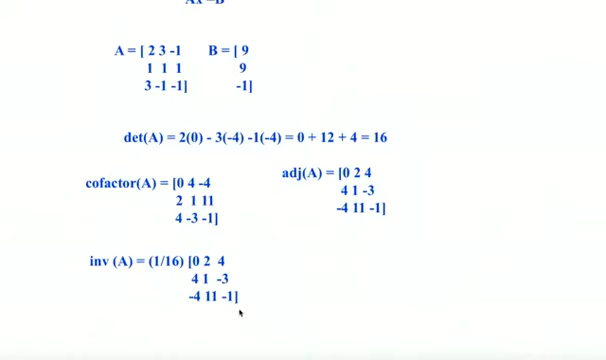 Ax =B
A = [ 2 3 -1 B = [ 9
1 1 1 9
3 -1 -1] -1]
det(A) = 2(0) - 3(-4) -1(-4) = 0 + 12 + 4 = 16
cofactor(A) = [0 4 -4 adj(A) = [0 2 4
2 1 11 4 1 -3
4 -3 -1] -4 11 -1]
inv (A) = (1/16) [0 2 4
4 1 -3
-4 11 -1]